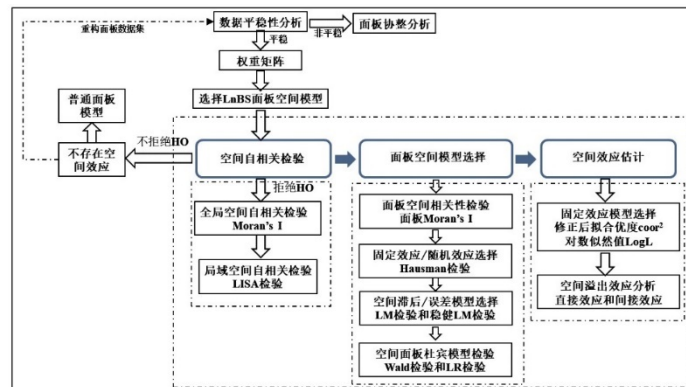 重构面板数据集
数据平稳性分析
非平稳
面板协整分析
平稳
权重矩阵
选择LnBS面板空间模型
普通面板
模型
不拒绝HO
不存在空
间效应
空间自相关检验
面板空间模型选择
空间效应估计
拒绝HO
全局空间自相关检验
Moran's I
局域空间自相关检验
LISA检验
面板空间相关性检验
面板Moran's I
固定效应/随机效应选择
Hausman检验
空间滞后/误差模型选择
LM检验和稳健LM检验
空间面板杜宾模型检验
Wald检验和LR检验
固定效应模型选择
修正后拟合优度coor²
对数似然值LogL
空间溢出效应分析
直接效应和间接效应